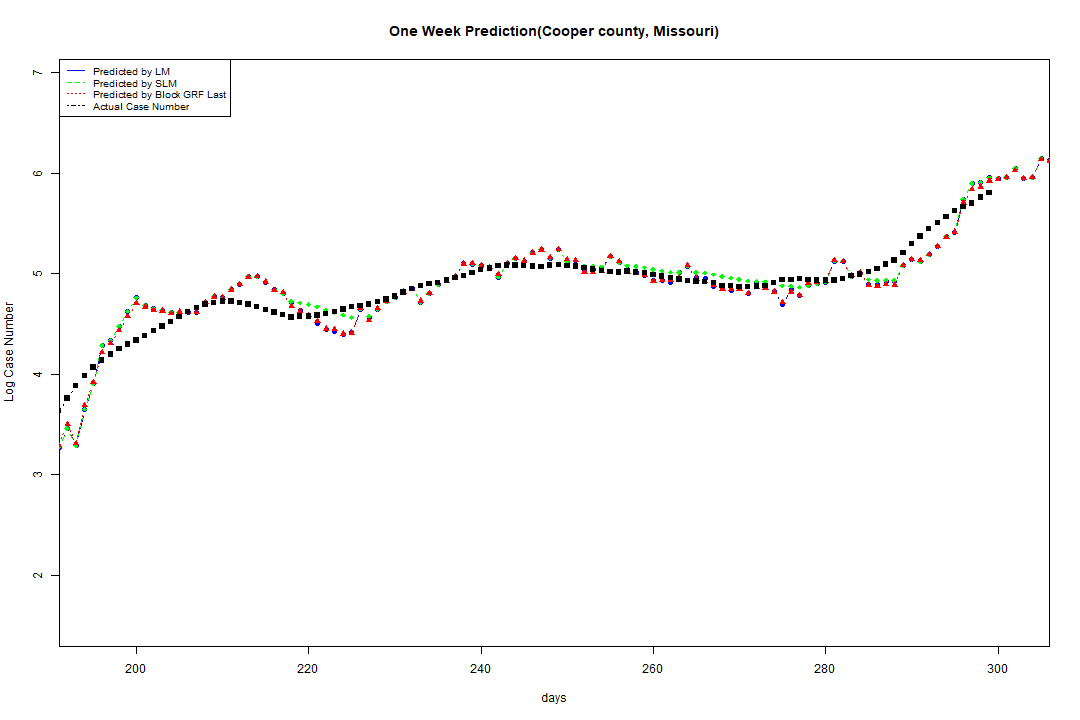 One Week Prediction(Cooper county, Missouri)
Predicted by LM
Predicted by SLM
Predicted by Block GRF Last
Actual Case Number
Log Case Number
7
6
5
4
3
2
200 220 240 260 280 300
days